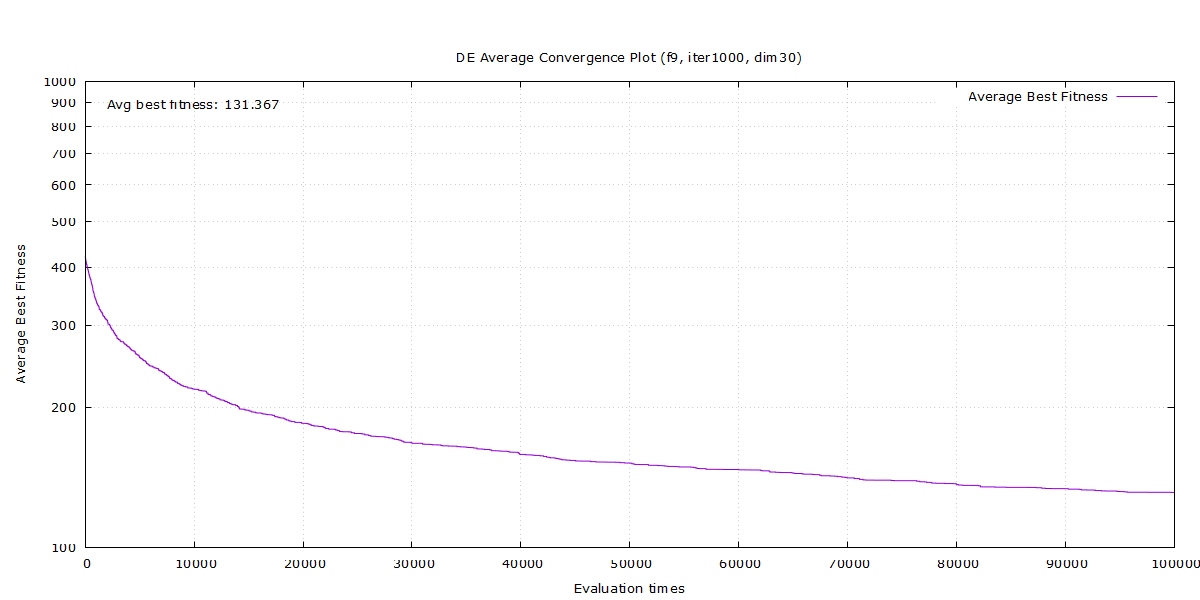 DE Average Convergence Plot (f9, iter1000, dim30)
1000
900
800
700
600
500
400
300
200
100
Avg best fitness: 131.367
Average Best Fitness
Average Best Fitness
0 10000 20000 30000 40000 50000 60000 70000 80000 90000 100000
Evaluation times